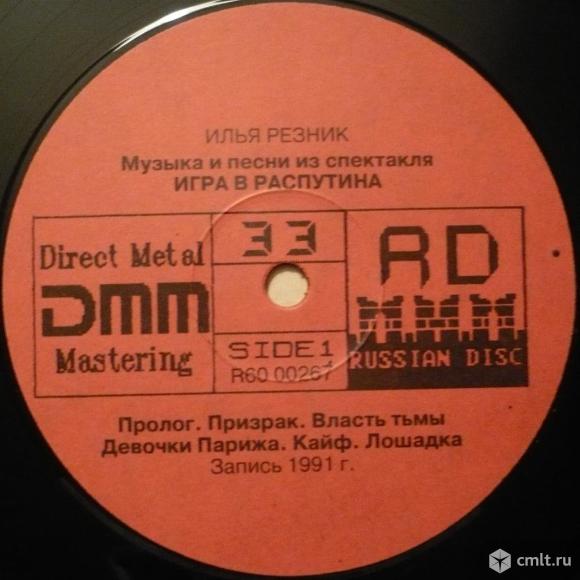 ИЛЬЯ РЕЗНИК
Музыка и песни из спектакля
ИГРА В РАСПУТИНА
Direct Metal
DMM
Mastering
33
SIDE 1
R60 00267
RD
RUSSIAN DISC
Пролог. Призрак. Власть тьмы
Девочки Парижа. Кайф. Лошадка
Запись 1991 г.
cmlt.ru